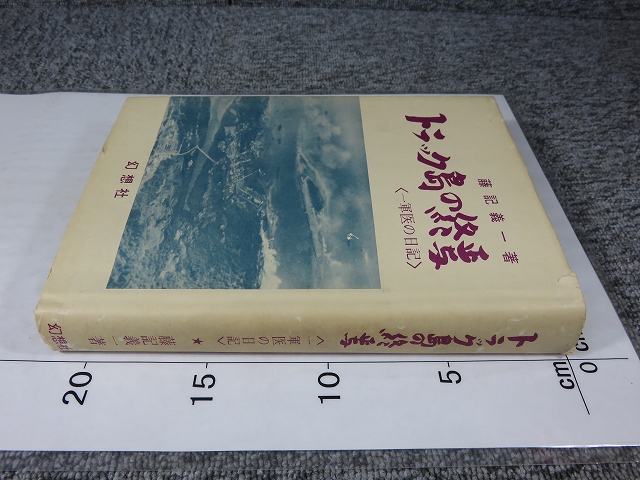 トラック島の終焉
〈一軍医の日記〉
藤記義一著
幻想社
トラック島の終焉
〈一軍医の日記〉 ★ 藤記義一著
幻想社
20 15 10 5 0
cm